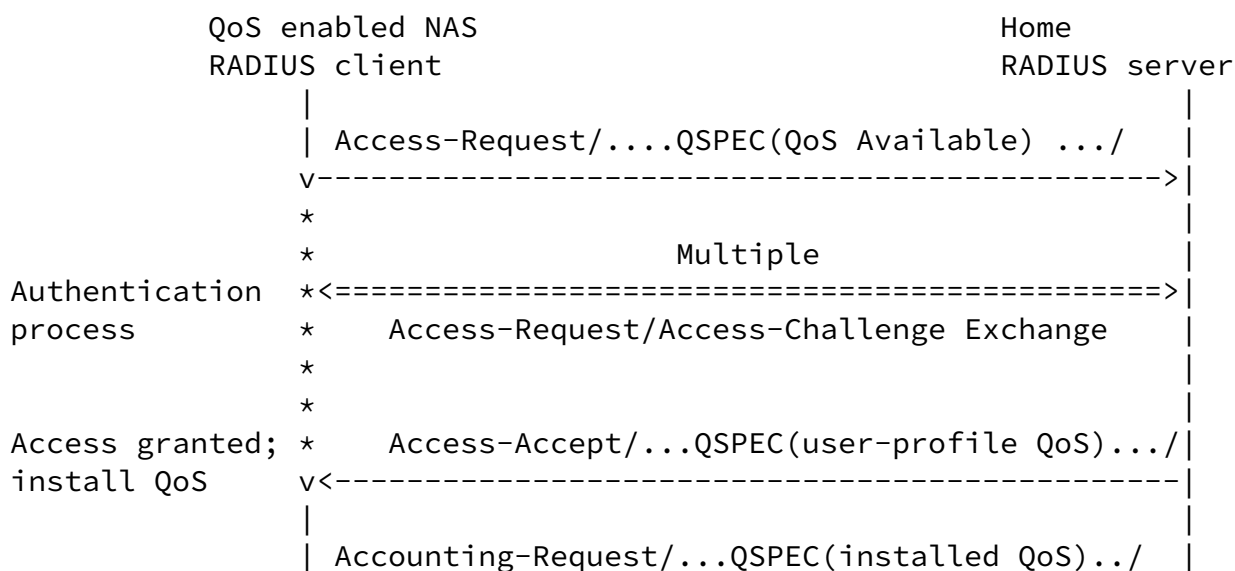 QoS enabled NAS                             Home
RADIUS client                               RADIUS server
|                                                |
| Access-Request/....QSPEC(QoS Available) .../   |
v----------------------------------------------->|
*                                                |
*                    Multiple                    |
Authentication  *<==============================================>|
process         *    Access-Request/Access-Challenge Exchange    |
*                                                |
*                                                |
Access granted; *    Access-Accept/...QSPEC(user-profile QoS).../|
install QoS     v<-----------------------------------------------|
|                                                |
| Accounting-Request/...QSPEC(installed QoS)../  |